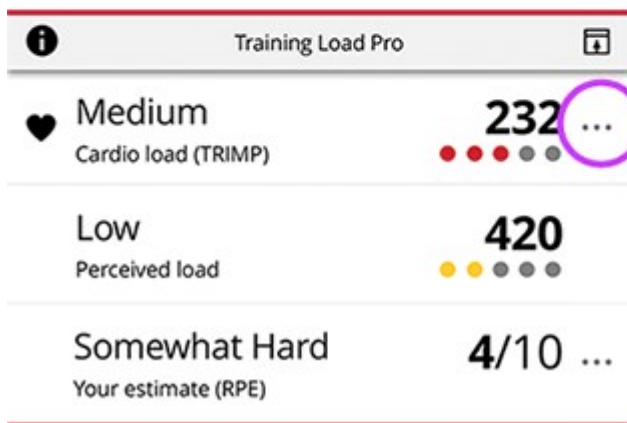 Training Load Pro
Medium 232 ...
Cardio load (TRIMP)
Low 420
Perceived load
Somewhat Hard 4/10 ...
Your estimate (RPE)